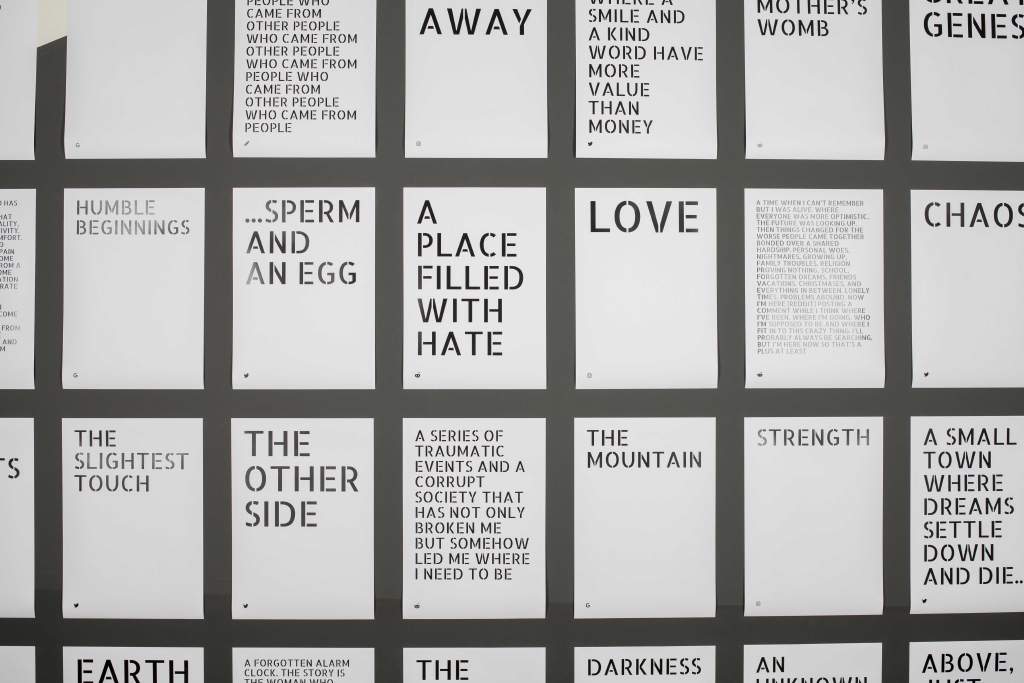 PEOPLE WHO
CAME FROM
OTHER PEOPLE
WHO CAME FROM
OTHER PEOPLE
WHO CAME FROM
PEOPLE WHO
CAME FROM
OTHER PEOPLE
WHO CAME FROM
PEOPLE
AWAY
WHERE A
SMILE AND
A KIND
WORD HAVE
MORE
VALUE
THAN
MONEY
MOTHER'S
WOMB
GENES
HUMBLE
BEGINNINGS
...SPERM
AND
AN EGG
A
PLACE
FILLED
WITH
HATE
LOVE
A TIME WHEN I CAN'T REMEMBER
BUT I WAS ALIVE. WHERE
EVERYONE WAS MORE OPTIMISTIC.
THE FUTURE WAS LOOKING UP
THEN THINGS CHANGED FOR THE
WORSE PEOPLE CAME TOGETHER
BONDED OVER A SHARED
HARDSHIP. PERSONAL WOES,
NIGHTMARES, GROWING UP,
FAMILY TROUBLES, RELIGION
PROVING NOTHING, SCHOOL,
FORGOTTEN DREAMS, FRIENDS
VACATIONS, CHRISTMASES, AND
EVERYTHING IN BETWEEN. LONELY
TIMES. PROBLEMS ABOUND. NOW
I'M HERE (REDDIT) POSTING A
COMMENT WHILE I THINK WHERE
I'VE BEEN, WHERE I'M GOING, WHO
I'M SUPPOSED TO BE AND WHERE I
FIT IN TO THIS CRAZY THING. I'LL
PROBABLY ALWAYS BE SEARCHING,
BUT I'M HERE NOW SO THAT'S A
PLUS AT LEAST
CHAOS
TS
THE
SLIGHTEST
TOUCH
THE
OTHER
SIDE
A SERIES OF
TRAUMATIC
EVENTS AND A
CORRUPT
SOCIETY THAT
HAS NOT ONLY
BROKEN ME
BUT SOMEHOW
LED ME WHERE
I NEED TO BE
THE
MOUNTAIN
STRENGTH
A SMALL
TOWN
WHERE
DREAMS
SETTLE
DOWN
AND DIE..
EARTH
A FORGOTTEN ALARM
CLOCK. THE STORY IS
THE WOMAN WHO
THE
DARKNESS
AN
UNKNOWN
ABOVE,
JUST